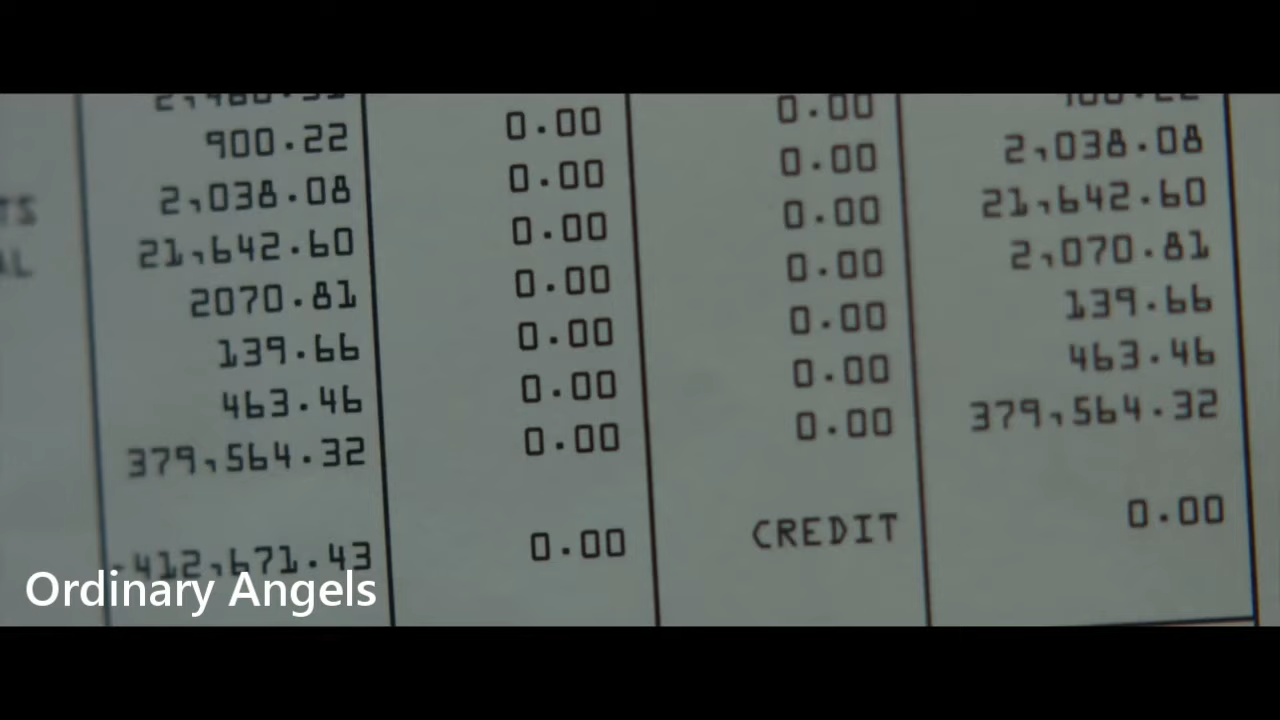 900.22 0.00 0.00
TS 2,038.08 0.00 0.00 2,038.08
AL 21,642.60 0.00 0.00 21,642.60
2070.81 0.00 0.00 2,070.81
139.66 0.00 0.00 139.66
463.46 0.00 0.00 463.46
379,564.32 0.00 0.00 379,564.32
-412,671.43 0.00 CREDIT 0.00
Ordinary Angels